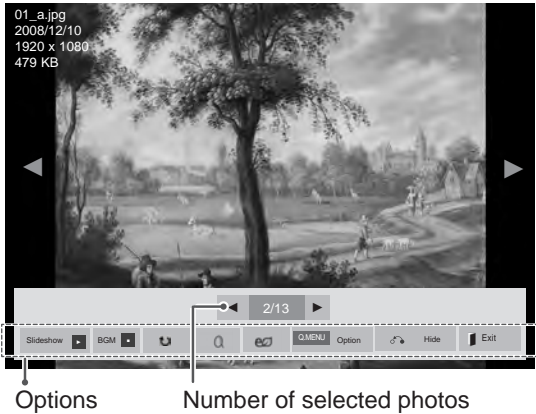 01_a.jpg
2008/12/10
1920 x 1080
479 KB
2/13
Slideshow BGM Q.MENU Option Hide Exit
Options Number of selected photos